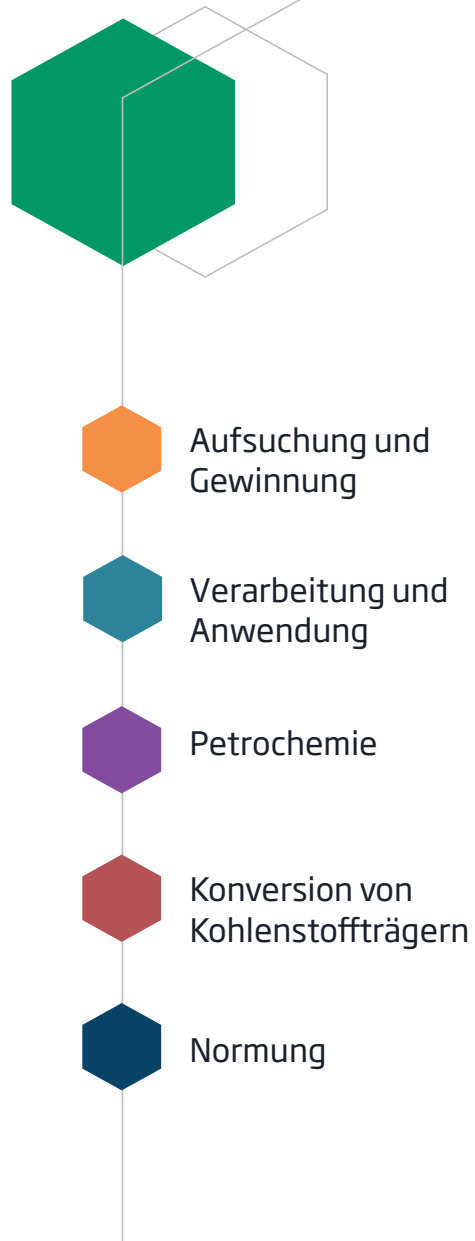 Aufsuchung und
Gewinnung
Verarbeitung und
Anwendung
Petrochemie
Konversion von
Kohlenstoffträgern
Normung